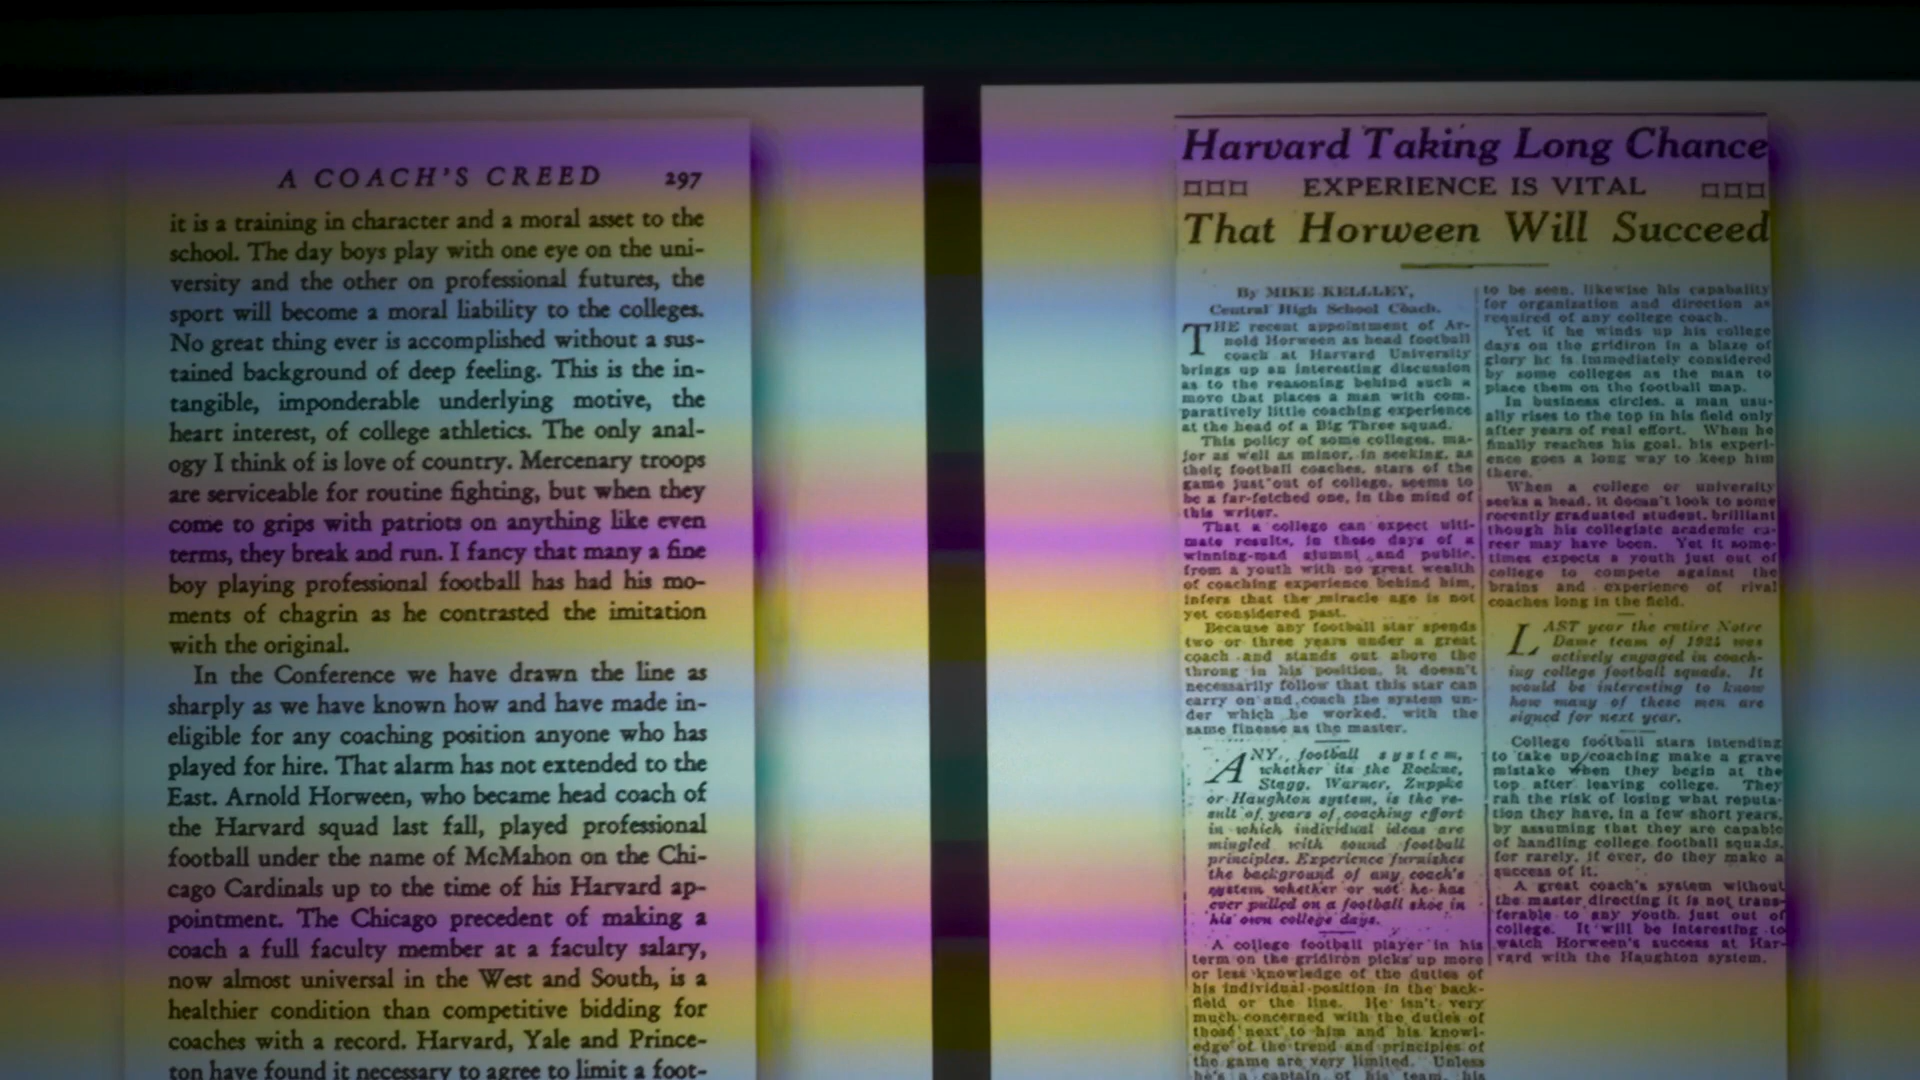 A COACH'S CREED 297
it is a training in character and a moral asset to the
school. The day boys play with one eye on the uni-
versity and the other on professional futures, the
sport will become a moral liability to the colleges.
No great thing ever is accomplished without a sus-
tained background of deep feeling. This is the in-
tangible, imponderable underlying motive, the
heart interest, of college athletics. The only anal-
ogy I think of is love of country. Mercenary troops
are serviceable for routine fighting, but when they
come to grips with patriots on anything like even
terms, they break and run. I fancy that many a fine
boy playing professional football has had his mo-
ments of chagrin as he contrasted the imitation
with the original.
In the Conference we have drawn the line as
sharply as we have known how and have made in-
eligible for any coaching position anyone who has
played for hire. That alarm has not extended to the
East. Arnold Horween, who became head coach of
the Harvard squad last fall, played professional
football under the name of McMahon on the Chi-
cago Cardinals up to the time of his Harvard ap-
pointment. The Chicago precedent of making a
coach a full faculty member at a faculty salary,
now almost universal in the West and South, is a
healthier condition than competitive bidding for
coaches with a record. Harvard, Yale and Prince-
ton have found it necessary to agree to limit a foot-
Harvard Taking Long Chance
EXPERIENCE IS VITAL
That Horween Will Succeed
By MIKE KELLLEY,
Central High School Coach.
THE recent appointment of Ar-
nold Horween as head football
coach at Harvard University
brings up an interesting discussion
as to the reasoning behind such a
move that places a man with com-
paratively little coaching experience
at the head of a Big Three squad.
This policy of some colleges, ma-
jor as well as minor, in seeking, as
their football coaches, stars of the
game just out of college, seems to
be a far-fetched one, in the mind of
this writer.
That a college can expect ulti-
mate results, in these days of a
winning-mad alumni and public,
from a youth with no great wealth
of coaching experience behind him,
infers that the miracle age is not
yet considered past.
Because any football star spends
two or three years under a great
coach and stands out above the
throng in his position, it doesn't
necessarily follow that this star can
carry on and coach the system un-
der which he worked, with the
same finesse as the master.
ANY football system,
whether its the Rockne,
Stagg, Warner, Zuppke
or Haughton system, is the re-
sult of years of coaching effort
in which individual ideas are
mingled with sound football
principles. Experience furnishes
the background of any coach's
system whether or not he has
ever pulled on a football shoe in
his own college days.
A college football player in his
term on the gridiron picks up more
or less knowledge of the duties of
his individual position in the back-
field or the line. He isn't very
much concerned with the duties of
those next to him and his knowl-
edge of the trend and principles of
the game are very limited. Unless
he's a captain of his team, his
to be seen, likewise his capability
for organization and direction as
required of any college coach.
Yet if he winds up his college
days on the gridiron in a blaze of
glory he is immediately considered
by some colleges as the man to
place them on the football map.
In business circles, a man usu-
ally rises to the top in his field only
after years of real effort. When he
finally reaches his goal, his experi-
ence goes a long way to keep him
there.
When a college or university
seeks a head, it doesn't look to some
recently graduated student, brilliant
though his collegiate academic ca-
reer may have been. Yet it some-
times expects a youth just out of
college to compete against the
brains and experience of rival
coaches long in the field.
LAST year the entire Notre
Dame team of 1924 was
actively engaged in coach-
ing college football squads. It
would be interesting to know
how many of these men are
signed for next year.
College football stars intending
to take up coaching make a grave
mistake when they begin at the
top after leaving college. They
run the risk of losing what reputa-
tion they have, in a few short years,
by assuming that they are capable
of handling college football squads,
for rarely, if ever, do they make a
success of it.
A great coach's system without
the master directing it is not trans-
ferable to any youth just out of
college. It will be interesting to
watch Horween's success at Har-
vard with the Haughton system.